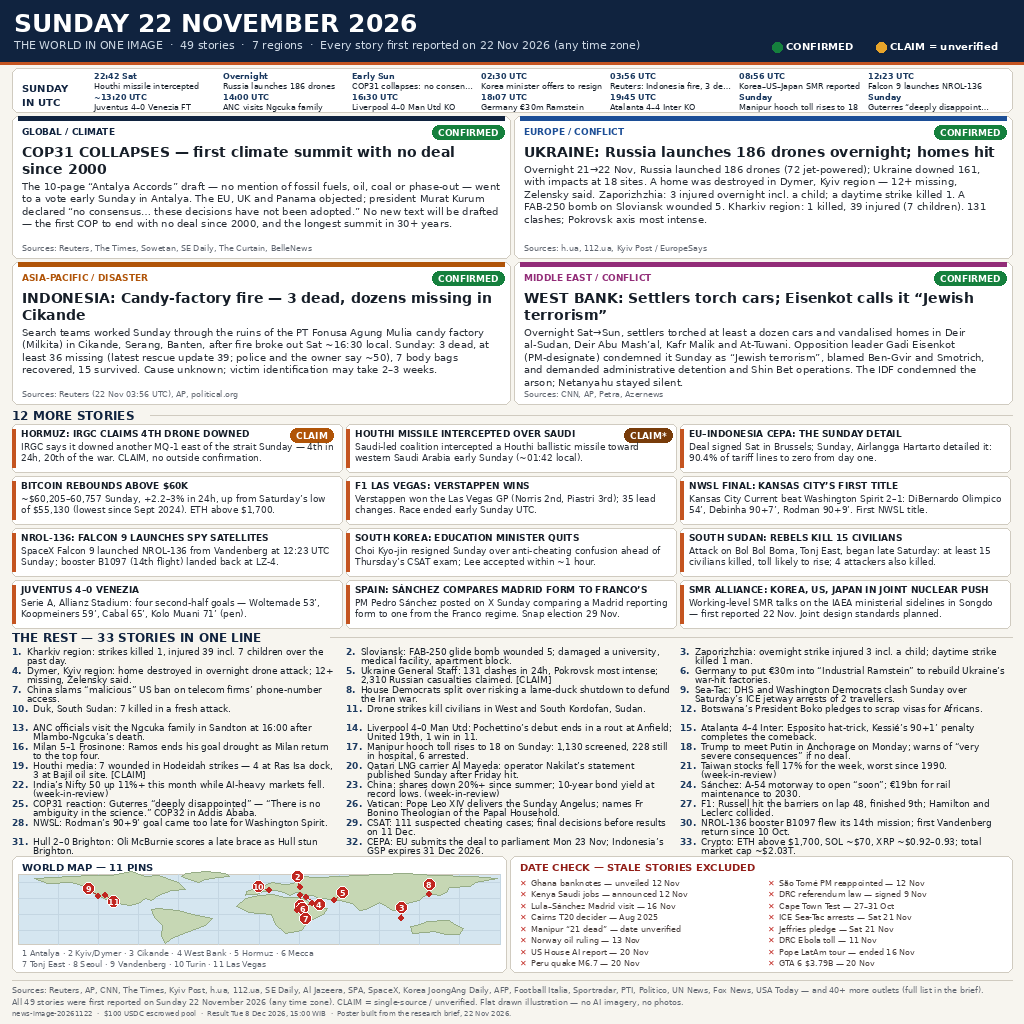 SUNDAY 22 NOVEMBER 2026
THE WORLD IN ONE IMAGE · 49 stories · 7 regions · Every story first reported on 22 Nov 2026 (any time zone)
CONFIRMED
CLAIM = unverified
SUNDAY
IN UTC
22:42 Sat
Houthi missile intercepted
~13:20 UTC
Juventus 4–0 Venezia FT
Overnight
Russia launches 186 drones
14:00 UTC
ANC visits Ngcuka family
Early Sun
COP31 collapses: no consen…
16:30 UTC
Liverpool 4–0 Man Utd KO
02:30 UTC
Korea minister offers to resign
18:07 UTC
Germany €30m Ramstein
03:56 UTC
Reuters: Indonesia fire, 3 de…
19:45 UTC
Atalanta 4–4 Inter KO
08:56 UTC
Korea–US–Japan SMR reported
Sunday
Manipur hooch toll rises to 18
12:23 UTC
Falcon 9 launches NROL-136
Sunday
Guterres “deeply disappoint…
GLOBAL / CLIMATE
CONFIRMED
COP31 COLLAPSES — first climate summit with no deal
since 2000
The 10-page “Antalya Accords” draft — no mention of fossil fuels, oil, coal or phase-out — went
to a vote early Sunday in Antalya. The EU, UK and Panama objected; president Murat Kurum
declared “no consensus… these decisions have not been adopted.” No new text will be drafted
— the first COP to end with no deal since 2000, and the longest summit in 30+ years.
Sources: Reuters, The Times, Sowetan, SE Daily, The Curtain, BelleNews
EUROPE / CONFLICT
CONFIRMED
UKRAINE: Russia launches 186 drones overnight; homes hit
Overnight 21→22 Nov, Russia launched 186 drones (72 jet-powered); Ukraine downed 161,
with impacts at 18 sites. A home was destroyed in Dymer, Kyiv region — 12+ missing,
Zelensky said. Zaporizhzhia: 3 injured overnight incl. a child; a daytime strike killed 1. A
FAB-250 bomb on Sloviansk wounded 5. Kharkiv region: 1 killed, 39 injured (7 children). 131
clashes; Pokrovsk axis most intense.
Sources: h.ua, 112.ua, Kyiv Post / EuropeSays
ASIA-PACIFIC / DISASTER
CONFIRMED
INDONESIA: Candy-factory fire — 3 dead, dozens missing in
Cikande
Search teams worked Sunday through the ruins of the PT Fonusa Agung Mulia candy factory
(Milkita) in Cikande, Serang, Banten, after fire broke out Sat ~16:30 local. Sunday: 3 dead, at
least 36 missing (latest rescue update 39; police and the owner say ~50), 7 body bags
recovered, 15 survived. Cause unknown; victim identification may take 2–3 weeks.
Sources: Reuters (22 Nov 03:56 UTC), AP, political.org
MIDDLE EAST / CONFLICT
CONFIRMED
WEST BANK: Settlers torch cars; Eisenkot calls it “Jewish
terrorism”
Overnight Sat→Sun, settlers torched at least a dozen cars and vandalised homes in Deir
al-Sudan, Deir Abu Mash’al, Kafr Malik and At-Tuwani. Opposition leader Gadi Eisenkot
(PM-designate) condemned it Sunday as “Jewish terrorism”, blamed Ben-Gvir and Smotrich,
and demanded administrative detention and Shin Bet operations. The IDF condemned the
arson; Netanyahu stayed silent.
Sources: CNN, AP, Petra, Azernews
12 MORE STORIES
HORMUZ: IRGC CLAIMS 4TH DRONE DOWNED
CLAIM
IRGC says it downed another MQ-1 east of the strait Sunday — 4th in
24h, 20th of the war. CLAIM, no outside confirmation.
HOUTHI MISSILE INTERCEPTED OVER SAUDI
CLAIM*
Saudi-led coalition intercepted a Houthi ballistic missile toward
western Saudi Arabia early Sunday (~01:42 local).
EU–INDONESIA CEPA: THE SUNDAY DETAIL
Deal signed Sat in Brussels; Sunday, Airlangga Hartarto detailed it:
90.4% of tariff lines to zero from day one.
BITCOIN REBOUNDS ABOVE $60K
~$60,205–60,757 Sunday, +2.2–3% in 24h, up from Saturday’s low
of $55,130 (lowest since Sept 2024). ETH above $1,700.
F1 LAS VEGAS: VERSTAPPEN WINS
Verstappen won the Las Vegas GP (Norris 2nd, Piastri 3rd); 35 lead
changes. Race ended early Sunday UTC.
NWSL FINAL: KANSAS CITY’S FIRST TITLE
Kansas City Current beat Washington Spirit 2–1: DiBernardo Olimpico
54’, Debinha 90+7’, Rodman 90+9’. First NWSL title.
NROL-136: FALCON 9 LAUNCHES SPY SATELLITES
SpaceX Falcon 9 launched NROL-136 from Vandenberg at 12:23 UTC
Sunday; booster B1097 (14th flight) landed back at LZ-4.
SOUTH KOREA: EDUCATION MINISTER QUITS
Choi Kyo-jin resigned Sunday over anti-cheating confusion ahead of
Thursday’s CSAT exam; Lee accepted within ~1 hour.
SOUTH SUDAN: REBELS KILL 15 CIVILIANS
Attack on Bol Bol Boma, Tonj East, began late Saturday: at least 15
civilians killed, toll likely to rise; 4 attackers also killed.
JUVENTUS 4–0 VENEZIA
Serie A, Allianz Stadium: four second-half goals — Woltemade 53’,
Koopmeiners 59’, Cabal 65’, Kolo Muani 71’ (pen).
SPAIN: SÁNCHEZ COMPARES MADRID FORM TO FRANCO’S
PM Pedro Sánchez posted on X Sunday comparing a Madrid reporting
form to one from the Franco regime. Snap election 29 Nov.
SMR ALLIANCE: KOREA, US, JAPAN IN JOINT NUCLEAR PUSH
Working-level SMR talks on the IAEA ministerial sidelines in Songdo
— first reported 22 Nov. Joint design standards planned.
THE REST — 33 STORIES IN ONE LINE
1. Kharkiv region: strikes killed 1, injured 39 incl. 7 children over the
past day.
2. Sloviansk: FAB-250 glide bomb wounded 5; damaged a university,
medical facility, apartment block.
3. Zaporizhzhia: overnight strike injured 3 incl. a child; daytime strike
killed 1 man.
4. Dymer, Kyiv region: home destroyed in overnight drone attack; 12+
missing, Zelensky said.
5. Ukraine General Staff: 131 clashes in 24h, Pokrovsk most intense;
2,310 Russian casualties claimed. [CLAIM]
6. Germany to put €30m into “Industrial Ramstein” to rebuild Ukraine’s
war-hit factories.
7. China slams “malicious” US ban on telecom firms’ phone-number
access.
8. House Democrats split over risking a lame-duck shutdown to defund
the Iran war.
9. Sea-Tac: DHS and Washington Democrats clash Sunday over
Saturday’s ICE jetway arrests of 2 travellers.
10. Duk, South Sudan: 7 killed in a fresh attack.
11. Drone strikes kill civilians in West and South Kordofan, Sudan.
12. Botswana’s President Boko pledges to scrap visas for Africans.
13. ANC officials visit the Ngcuka family in Sandton at 16:00 after
Mlambo-Ngcuka’s death.
14. Liverpool 4–0 Man Utd: Pochettino’s debut ends in a rout at Anfield;
United 19th, 1 win in 11.
15. Atalanta 4–4 Inter: Esposito hat-trick, Kessié’s 90+1’ penalty
completes the comeback.
16. Milan 5–1 Frosinone: Ramos ends his goal drought as Milan return
to the top four.
17. Manipur hooch toll rises to 18 on Sunday: 1,130 screened, 228 still
in hospital, 6 arrested.
18. Trump to meet Putin in Anchorage on Monday; warns of “very
severe consequences” if no deal.
19. Houthi media: 7 wounded in Hodeidah strikes — 4 at Ras Isa dock,
3 at Bajil oil site. [CLAIM]
20. Qatari LNG carrier Al Mayeda: operator Nakilat’s statement
published Sunday after Friday hit.
21. Taiwan stocks fell 17% for the week, worst since 1990.
(week-in-review)
22. India’s Nifty 50 up 11%+ this month while AI-heavy markets fell.
(week-in-review)
23. China: shares down 20%+ since summer; 10-year bond yield at
record lows. (week-in-review)
24. Sánchez: A-54 motorway to open “soon”; €19bn for rail
maintenance to 2030.
25. COP31 reaction: Guterres “deeply disappointed” — “There is no
ambiguity in the science.” COP32 in Addis Ababa.
26. Vatican: Pope Leo XIV delivers the Sunday Angelus; names Fr
Bonino Theologian of the Papal Household.
27. F1: Russell hit the barriers on lap 48, finished 9th; Hamilton and
Leclerc collided.
28. NWSL: Rodman’s 90+9’ goal came too late for Washington Spirit.
29. CSAT: 111 suspected cheating cases; final decisions before results
on 11 Dec.
30. NROL-136 booster B1097 flew its 14th mission; first Vandenberg
return since 10 Oct.
31. Hull 2–0 Brighton: Oli McBurnie scores a late brace as Hull stun
Brighton.
32. CEPA: EU submits the deal to parliament Mon 23 Nov; Indonesia’s
GSP expires 31 Dec 2026.
33. Crypto: ETH above $1,700, SOL ~$70, XRP ~$0.92–0.93; total
market cap ~$2.03T.
WORLD MAP — 11 PINS
9
11
10
2
6
4
7
5
3
8
1 Antalya · 2 Kyiv/Dymer · 3 Cikande · 4 West Bank · 5 Hormuz · 6 Mecca
7 Tonj East · 8 Seoul · 9 Vandenberg · 10 Turin · 11 Las Vegas
DATE CHECK — STALE STORIES EXCLUDED
× Ghana banknotes — unveiled 12 Nov
× Kenya Saudi jobs — announced 12 Nov
× Lula–Sánchez Madrid visit — 16 Nov
× Cairns T20 decider — Aug 2025
× Manipur “21 dead” — date unverified
× Norway oil ruling — 13 Nov
× US House AI report — 20 Nov
× Peru quake M6.7 — 20 Nov
× São Tomé PM reappointed — 12 Nov
× DRC referendum law — signed 9 Nov
× Cape Town Test — 27–31 Oct
× ICE Sea-Tac arrests — Sat 21 Nov
× Jeffries pledge — Sat 21 Nov
× DRC Ebola toll — 11 Nov
× Pope LatAm tour — ended 16 Nov
× GTA 6 $3.79B — 20 Nov
Sources: Reuters, AP, CNN, The Times, Kyiv Post, h.ua, 112.ua, SE Daily, Al Jazeera, SPA, Geespace, Korea JoongAng Daily, AFP, Football Italia, Sportradar, PTI, Politico, UN News, Fox News, USA Today — and 40+ more outlets (full list in the brief).
All 49 stories were first reported on Sunday 22 November 2026 (any time zone). CLAIM = single-source / unverified. Flat drawn illustration — no AI imagery, no photos.
news-image-20261122 · $100 USDC escrowed pool · Result Tue 8 Dec 2026, 15:00 WIB · Poster built from the research brief, 22 Nov 2026.